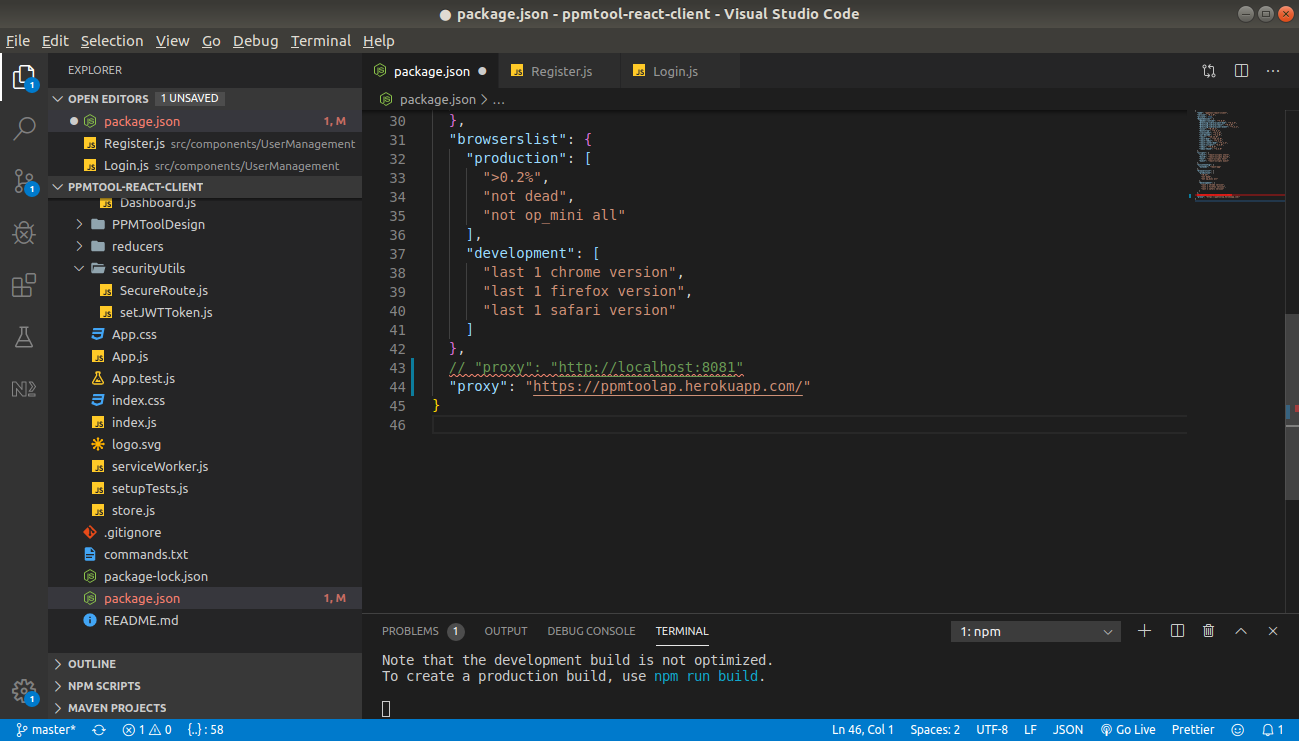 ● package.json - ppmtool-react-client - Visual Studio Code
File Edit Selection View Go Debug Terminal Help
EXPLORER
OPEN EDITORS 1 UNSAVED
package.json 1, M
Register.js src/components/UserManagement
Login.js src/components/UserManagement
PPMTOOL-REACT-CLIENT
Dashboard.js
PPMToolDesign
reducers
securityUtils
SecureRoute.js
setJWTToken.js
App.css
App.js
App.test.js
index.css
index.js
logo.svg
serviceWorker.js
setupTests.js
store.js
.gitignore
commands.txt
package-lock.json
package.json 1, M
README.md
OUTLINE
NPM SCRIPTS
MAVEN PROJECTS
package.json ● Register.js Login.js
package.json > ...
30 },
31 "browserslist": {
32 "production": [
33 ">0.2%",
34 "not dead",
35 "not op_mini all"
36 ],
37 "development": [
38 "last 1 chrome version",
39 "last 1 firefox version",
40 "last 1 safari version"
41 ]
42 },
43 // "proxy": "http://localhost:8081"
44 "proxy": "https://ppmtoolap.herokuapp.com/"
45 }
46
PROBLEMS 1 OUTPUT DEBUG CONSOLE TERMINAL 1: npm
Note that the development build is not optimized.
To create a production build, use npm run build.
master* 1 0 {..} : 58 Ln 46, Col 1 Spaces: 2 UTF-8 LF JSON Go Live Prettier 1